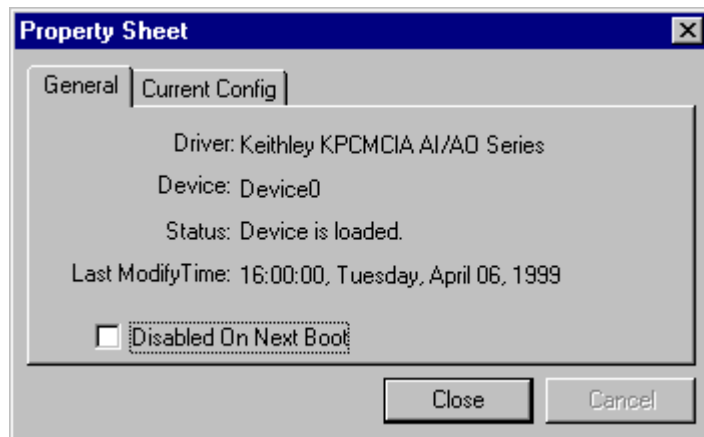 Property Sheet
General Current Config
Driver: Keithley KPCMCIA AI/AO Series
Device: Device0
Status: Device is loaded.
Last ModifyTime: 16:00:00, Tuesday, April 06, 1999
Disabled On Next Boot
Close Cancel